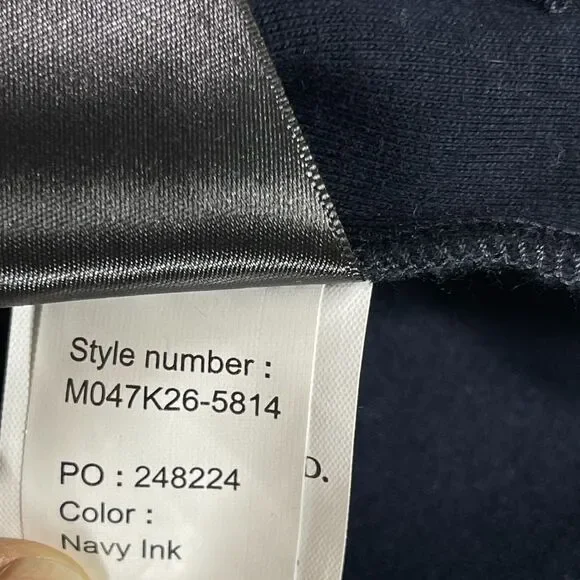 Style number :
M047K26-5814
PO : 248224
D.
Color :
Navy Ink